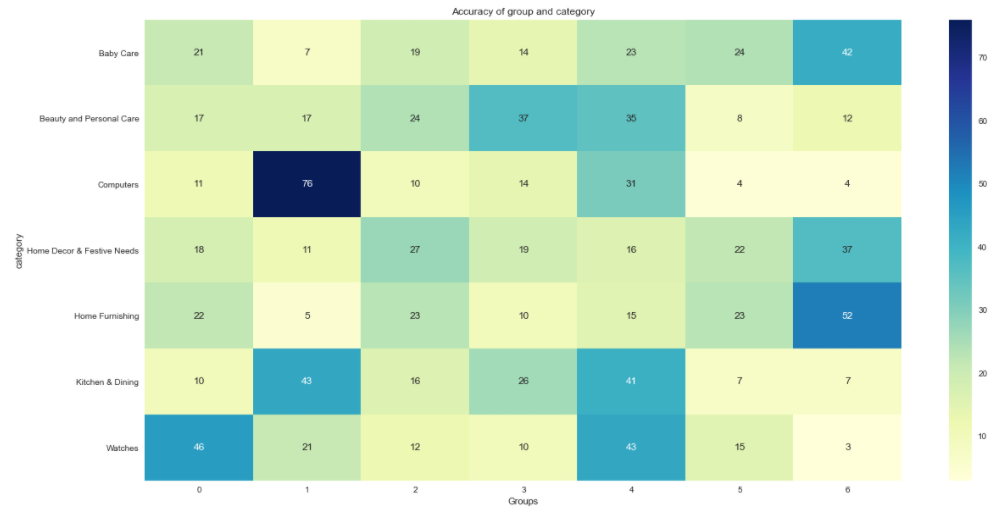 Accuracy of group and category
Baby Care 21 7 19 14 23 24 42
Beauty and Personal Care 17 17 24 37 35 8 12
Computers 11 76 10 14 31 4 4
Home Decor & Festive Needs 18 11 27 19 16 22 37
Home Furnishing 22 5 23 10 15 23 52
Kitchen & Dining 10 43 16 26 41 7 7
Watches 46 21 12 10 43 15 3
0 1 2 3 4 5 6
Groups
category
70
60
50
40
30
20
10